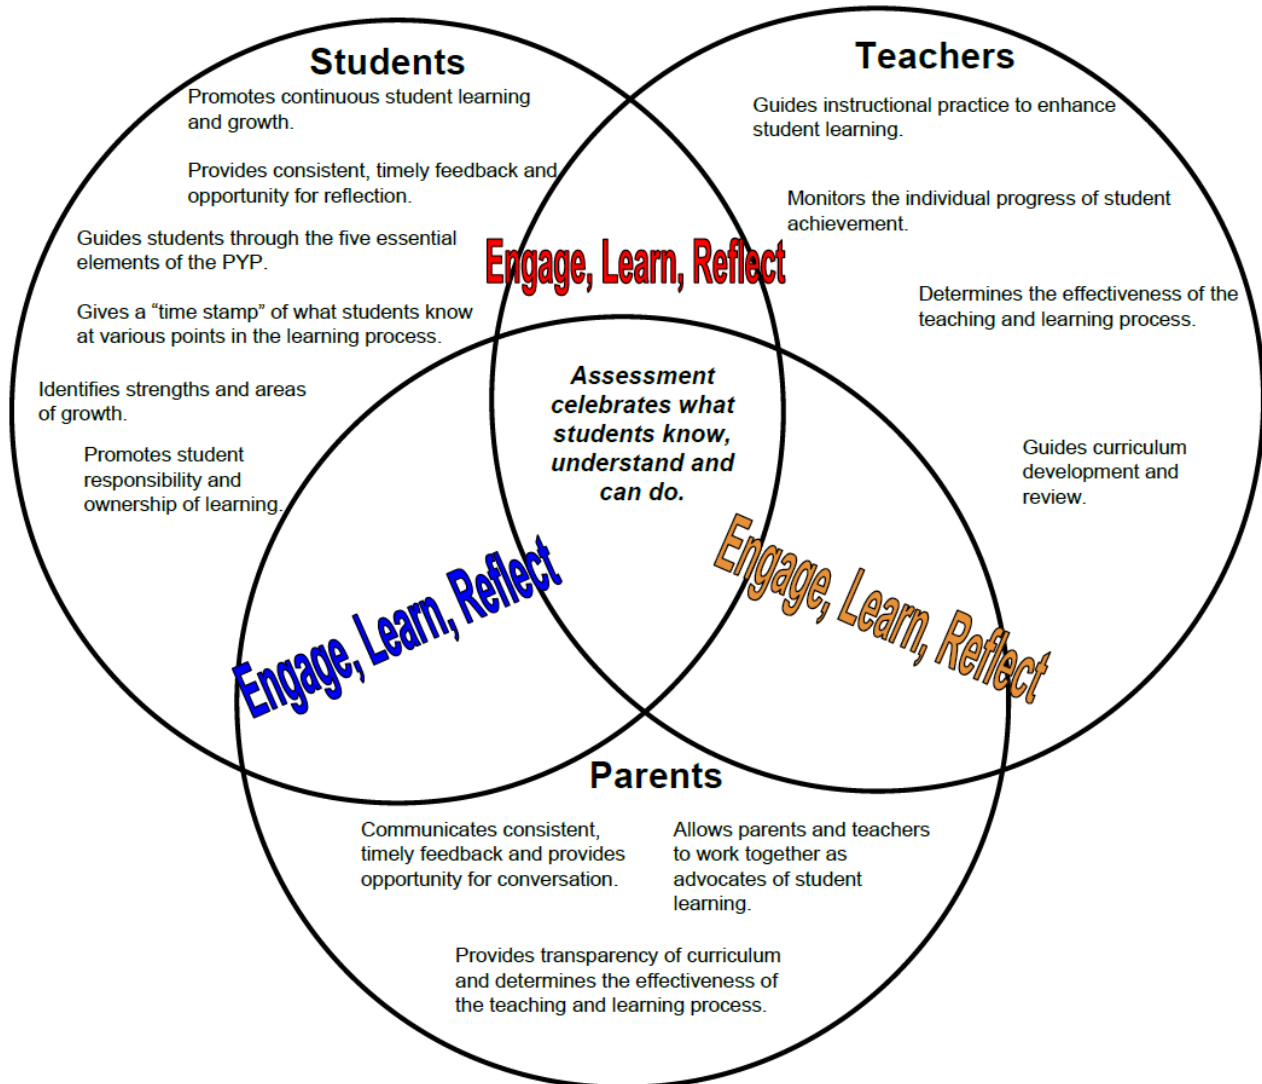 Students
Promotes continuous student learning
and growth.
Provides consistent, timely feedback and
opportunity for reflection.
Guides students through the five essential
elements of the PYP.
Gives a “time stamp” of what students know
at various points in the learning process.
Identifies strengths and areas
of growth.
Promotes student
responsibility and
ownership of learning.
Teachers
Guides instructional practice to enhance
student learning.
Monitors the individual progress of student
achievement.
Determines the effectiveness of the
teaching and learning process.
Guides curriculum
development and
review.
Engage, Learn, Reflect
Assessment
celebrates what
students know,
understand and
can do.
Engage, Learn, Reflect
Engage, Learn, Reflect
Parents
Communicates consistent,
timely feedback and provides
opportunity for conversation.
Allows parents and teachers
to work together as
advocates of student
learning.
Provides transparency of curriculum
and determines the effectiveness of
the teaching and learning process.